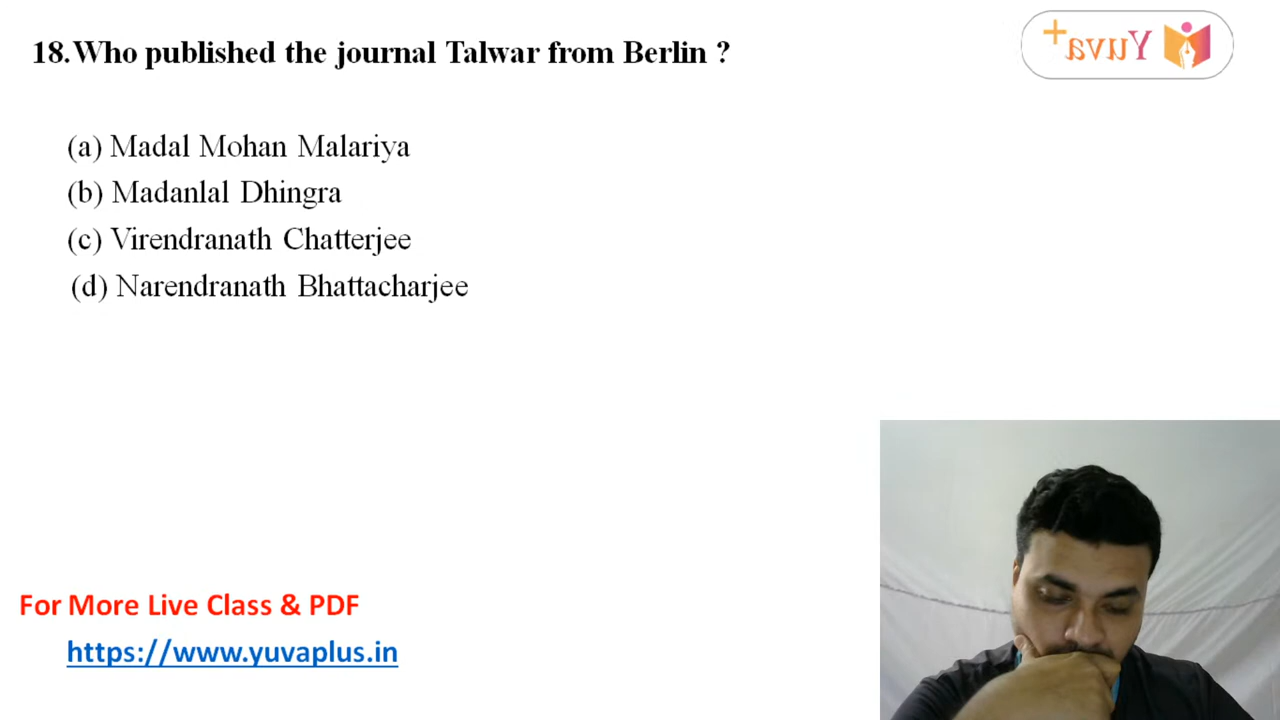 18.Who published the journal Talwar from Berlin ?
Yuva+
(a) Madal Mohan Malariya
(b) Madanlal Dhingra
(c) Virendranath Chatterjee
(d) Narendranath Bhattacharjee
For More Live Class & PDF
https://www.yuvaplus.in